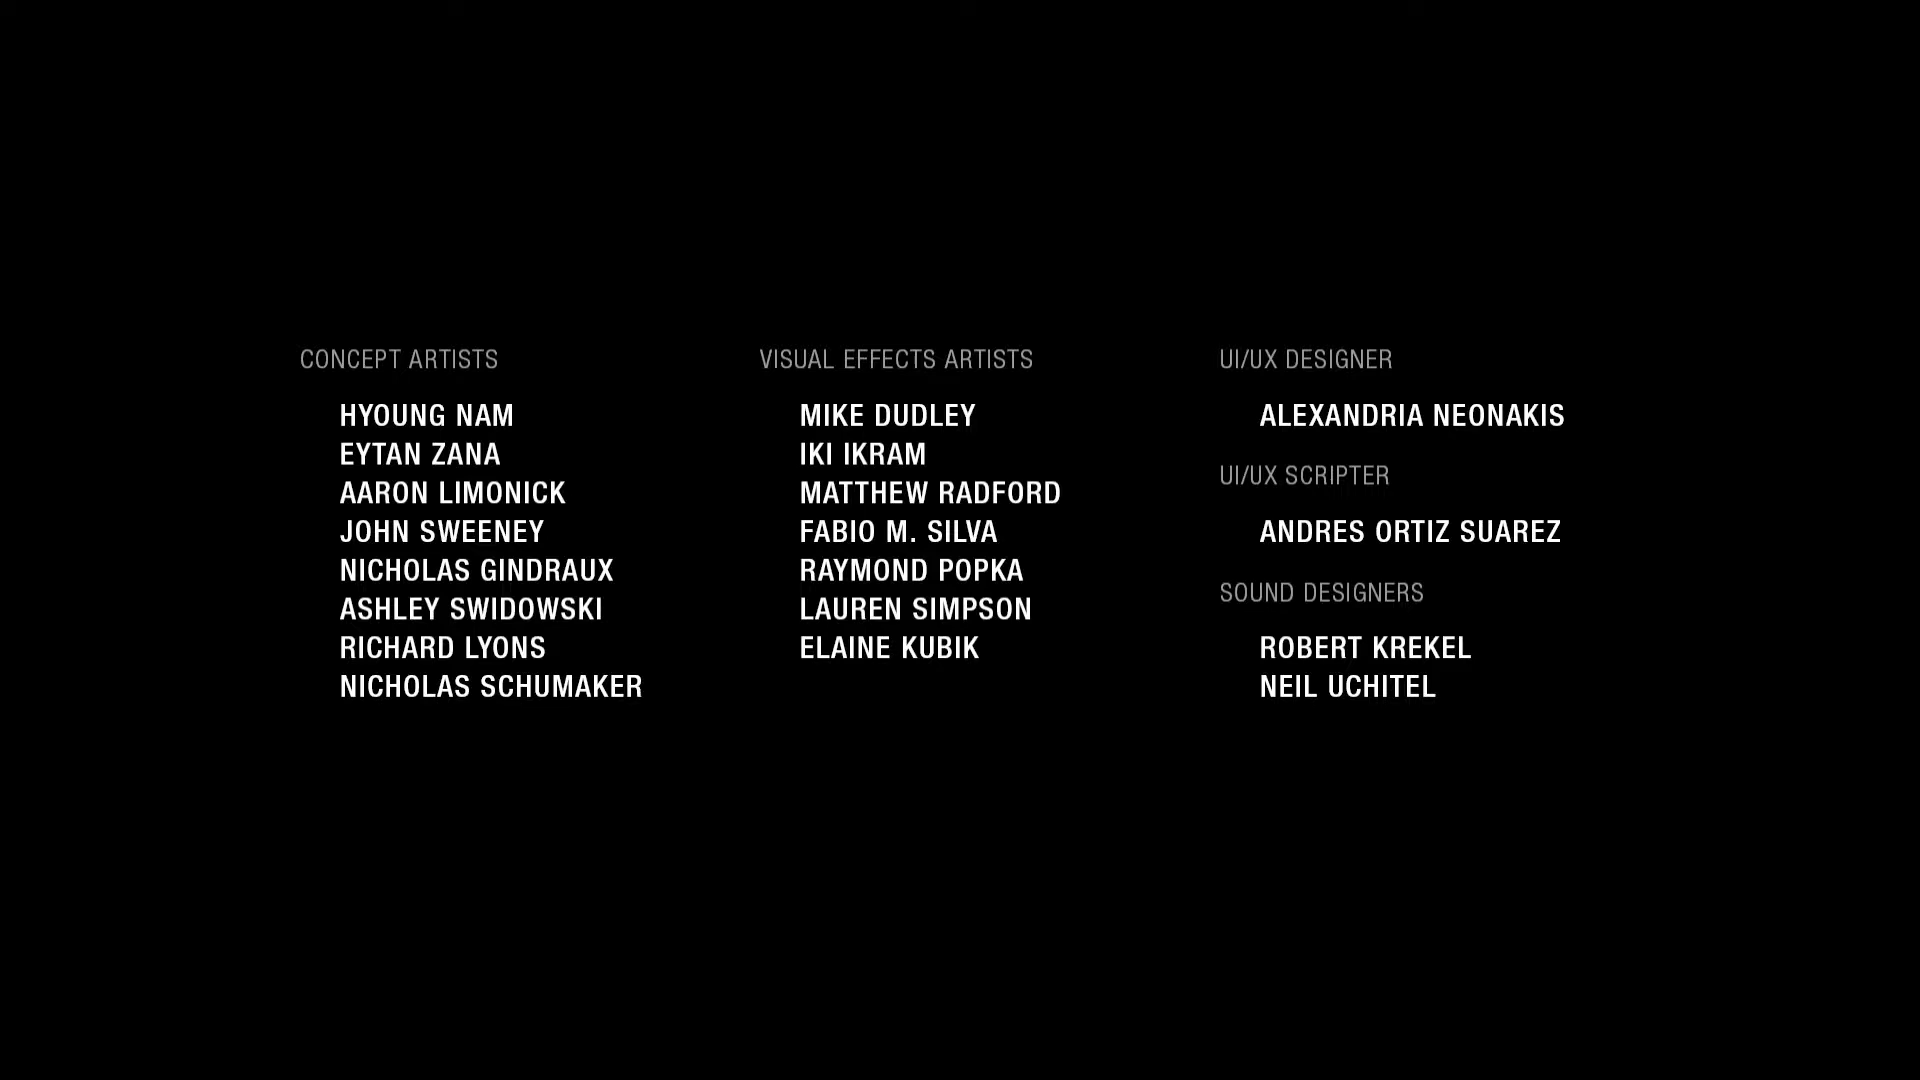 CONCEPT ARTISTS
HYOUNG NAM
EYTAN ZANA
AARON LIMONICK
JOHN SWEENEY
NICHOLAS GINDRAUX
ASHLEY SWIDOWSKI
RICHARD LYONS
NICHOLAS SCHUMAKER
VISUAL EFFECTS ARTISTS
MIKE DUDLEY
IKI IKRAM
MATTHEW RADFORD
FABIO M. SILVA
RAYMOND POPKA
LAUREN SIMPSON
ELAINE KUBIK
UI/UX DESIGNER
ALEXANDRIA NEONAKIS
UI/UX SCRIPTER
ANDRES ORTIZ SUAREZ
SOUND DESIGNERS
ROBERT KREKEL
NEIL UCHITEL